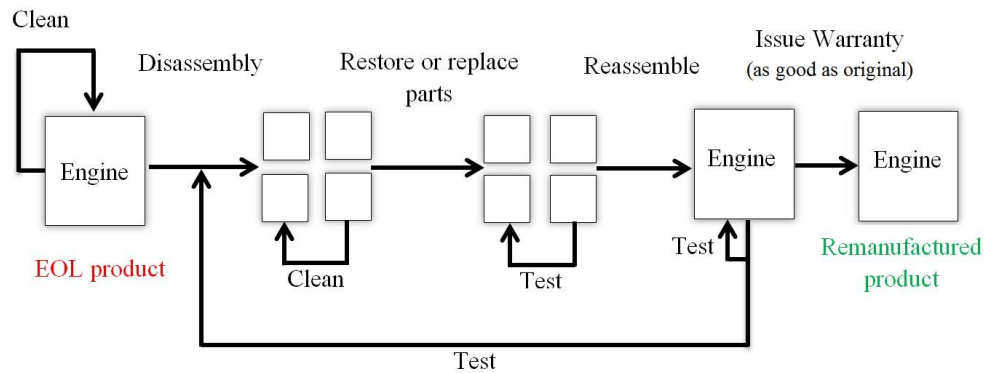 Clean
Disassembly
Restore or replace
parts
Reassemble
Issue Warranty
(as good as original)
Engine
Engine
Engine
EOL product
Clean
Test
Test
Remanufactured
product
Test